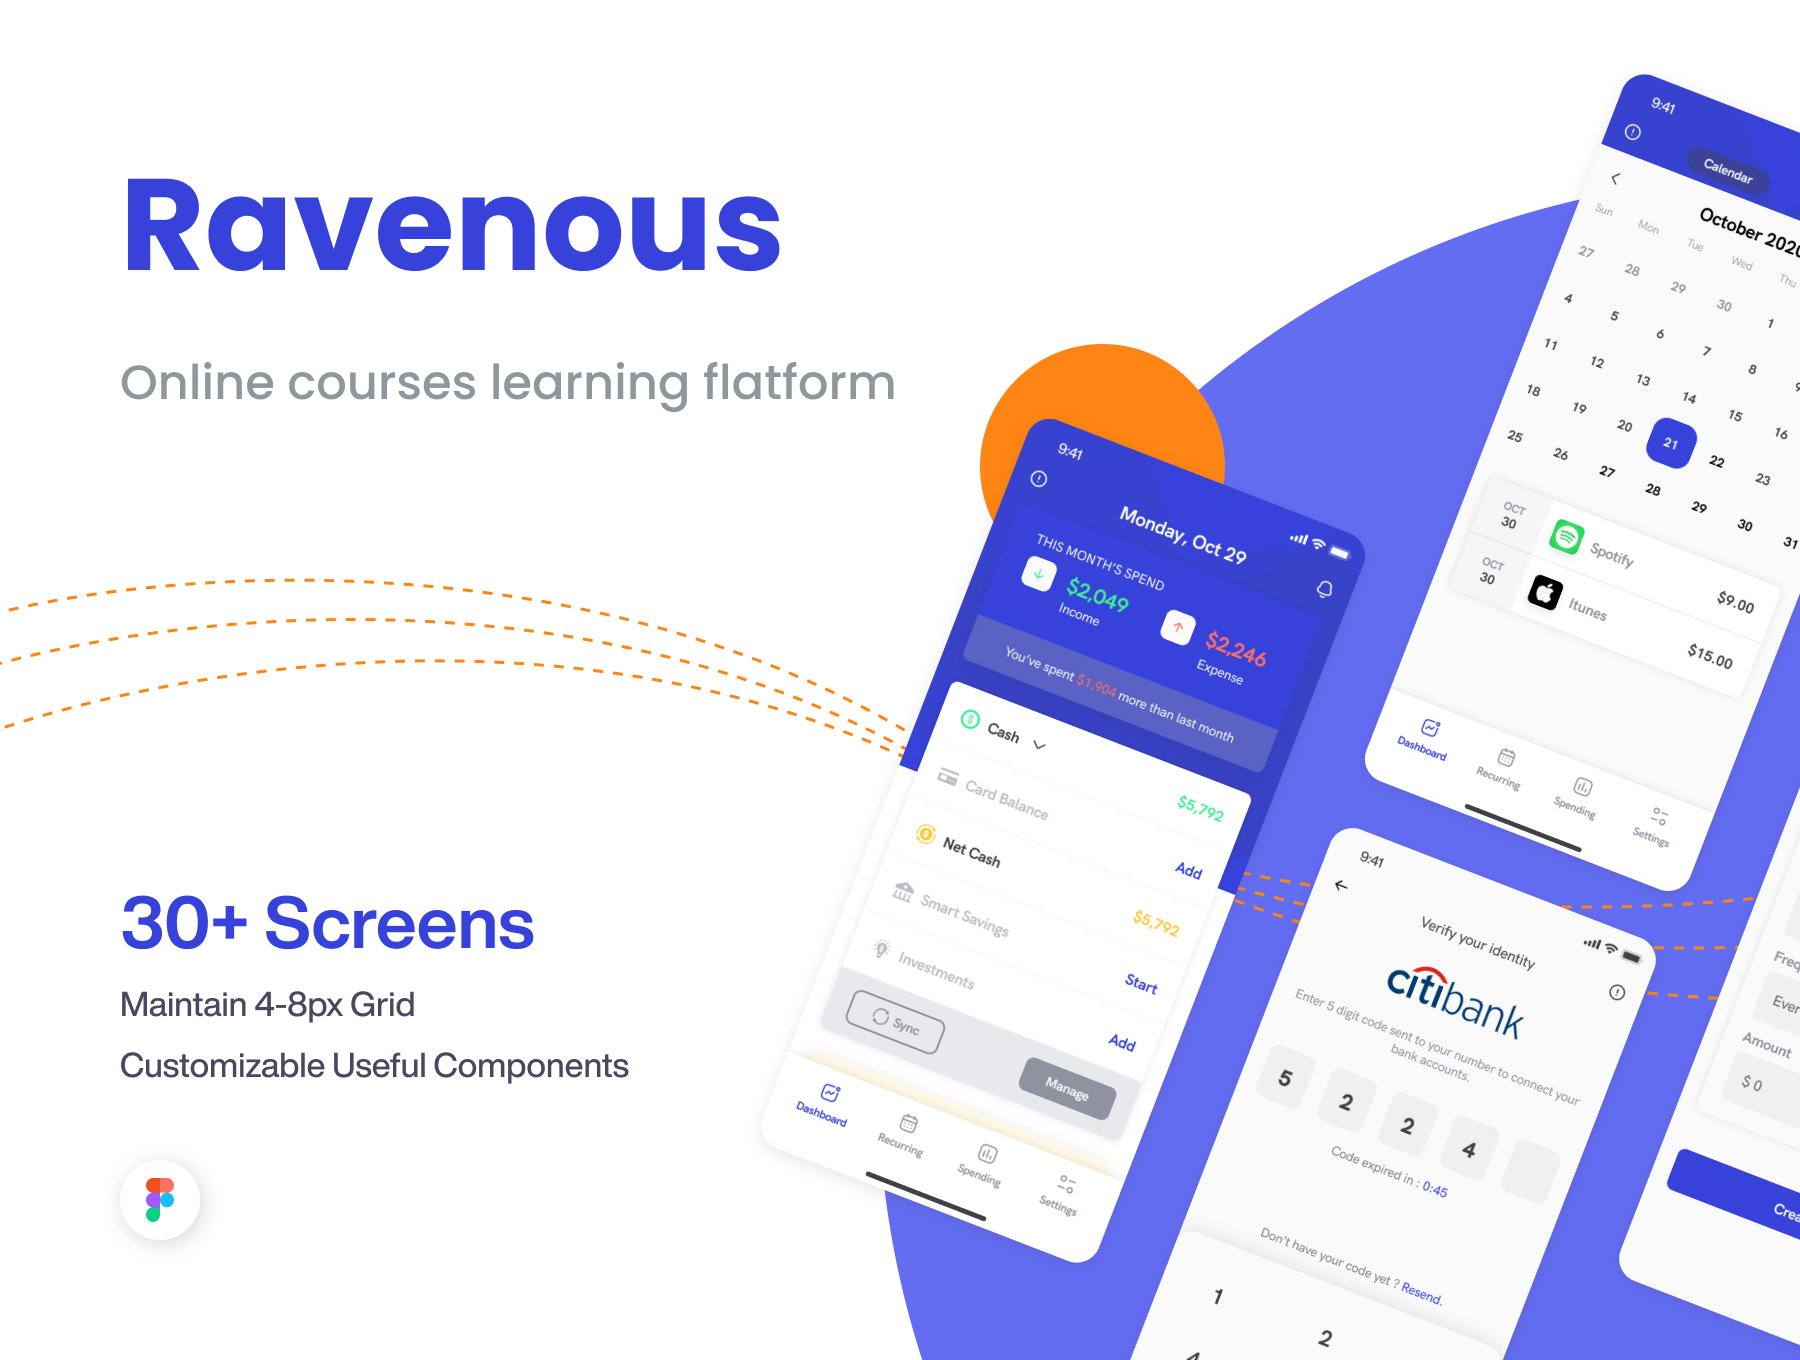 Ravenous
Online courses learning flatform
30+ Screens
Maintain 4-8px Grid
Customizable Useful Components
9:41
Monday, Oct 29
THIS MONTH'S SPEND
$2,049
Income
$2,246
Expense
You've spent $1,904 more than last month
Cash
$5,792
Card Balance
Add
Net Cash
$5,792
Smart Savings
Start
Investments
Add
Sync
Manage
Dashboard
Recurring
Spending
Settings
9:41
Calendar
October 2020
Sun Mon Tue Wed Thu
27 28 29 30 1
4 5 6 7 8 9
11 12 13 14 15 16
18 19 20 21 22 23
25 26 27 28 29 30 31
OCT
30
Spotify
$9.00
OCT
30
Itunes
$15.00
Dashboard
Recurring
Spending
Settings
9:41
Verify your identity
citibank
Enter 5 digit code sent to your number to connect your
bank accounts.
5 2 2 4
Code expired in : 0:45
Don't have your code yet ? Resend.
1 2
4
Amount
$ 0